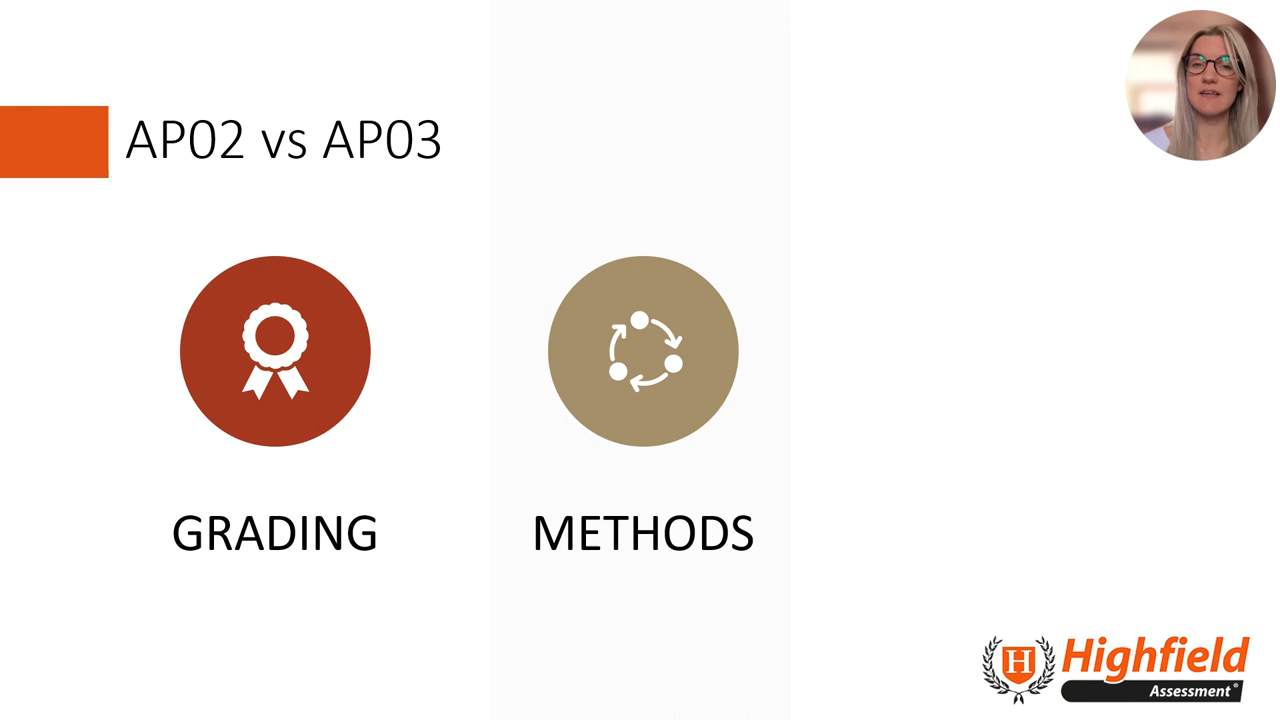 AP02 vs AP03
GRADING
METHODS
H
Highfield
Assessment®